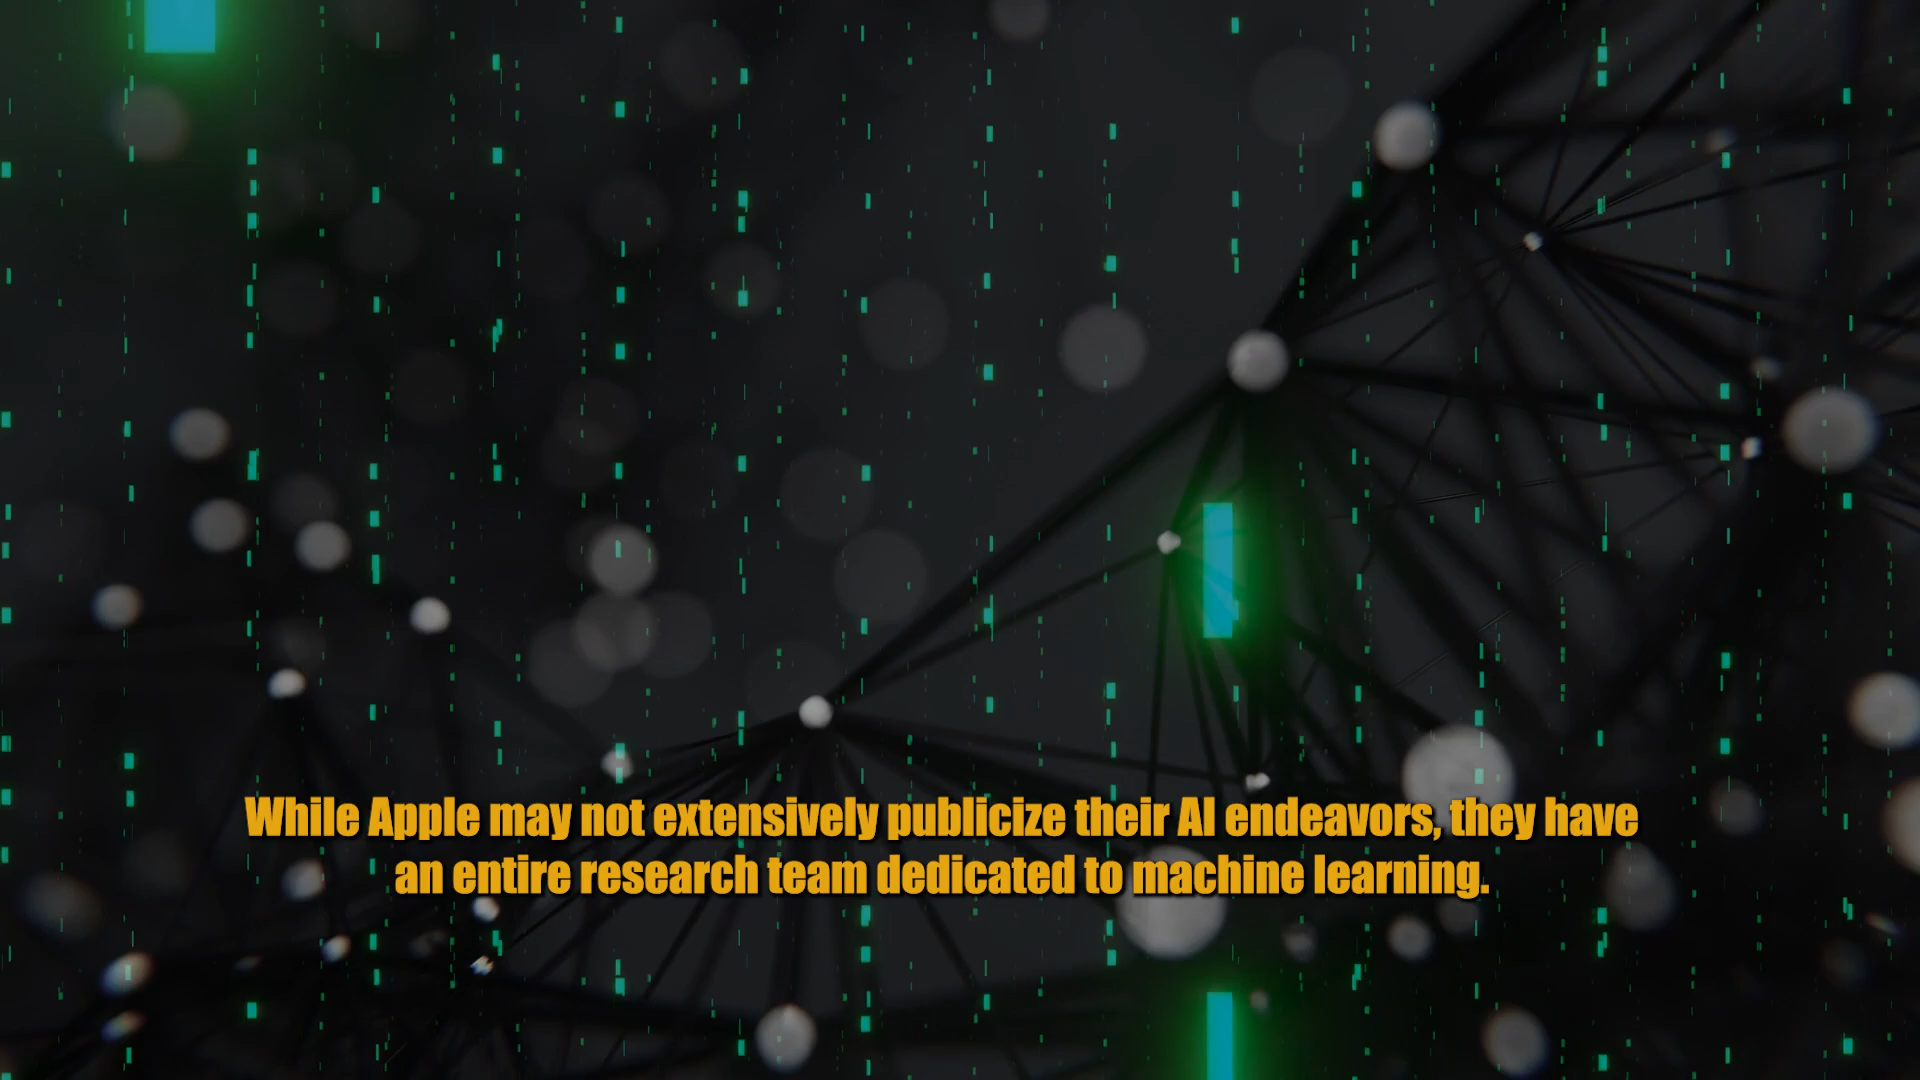 While Apple may not extensively publicize their AI endeavors, they have
an entire research team dedicated to machine learning.